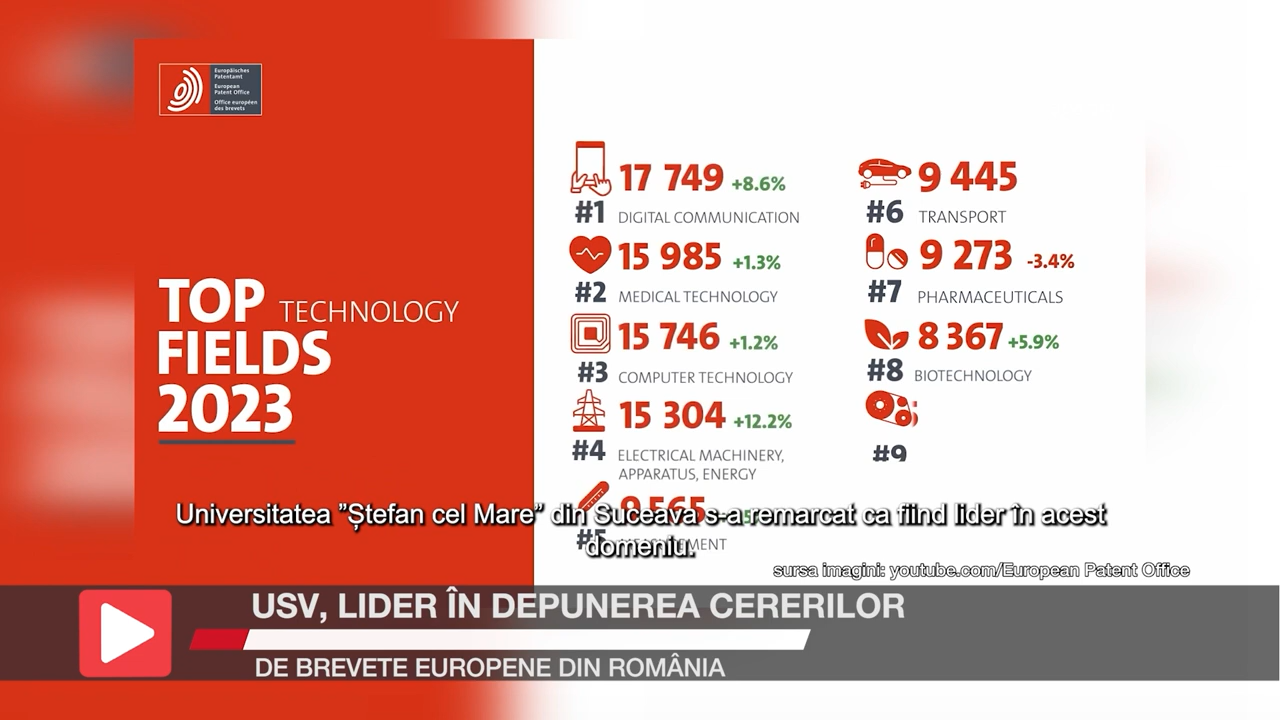 Europäisches
Patentamt
European
Patent Office
Office européen
des brevets
TOP TECHNOLOGY
FIELDS
2023
17 749 +8.6%
#1 DIGITAL COMMUNICATION
15 985 +1.3%
#2 MEDICAL TECHNOLOGY
15 746 +1.2%
#3 COMPUTER TECHNOLOGY
15 304 +12.2%
#4 ELECTRICAL MACHINERY,
APPARATUS, ENERGY
9 565
#5
9 445
#6 TRANSPORT
9 273 -3.4%
#7 PHARMACEUTICALS
8 367 +5.9%
#8 BIOTECHNOLOGY
#9
Universitatea ”Ștefan cel Mare” din Suceava s-a remarcat ca fiind lider în acest
domeniu.
sursa imagini: youtube.com/European Patent Office
USV, LIDER ÎN DEPUNEREA CERERILOR
DE BREVETE EUROPENE DIN ROMÂNIA